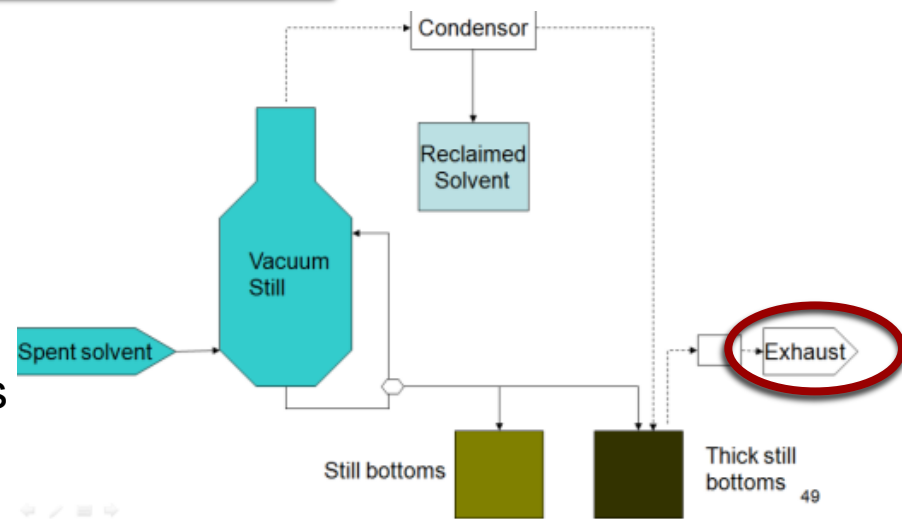 Condensor
Reclaimed
Solvent
Vacuum
Still
Spent solvent
Exhaust
s
Still bottoms
Thick still
bottoms
49